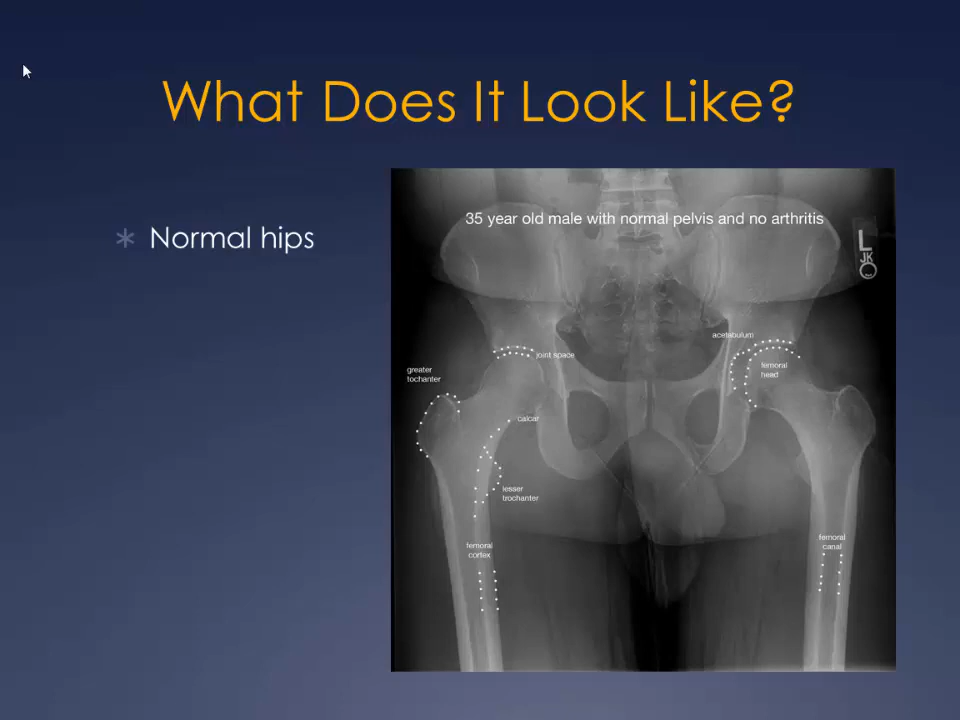 What Does It Look Like?
Normal hips
35 year old male with normal pelvis and no arthritis
L
JK
acetabulum
joint space
femoral
head
greater
tochanter
calcar
lesser
trochanter
femoral
cortex
femoral
canal